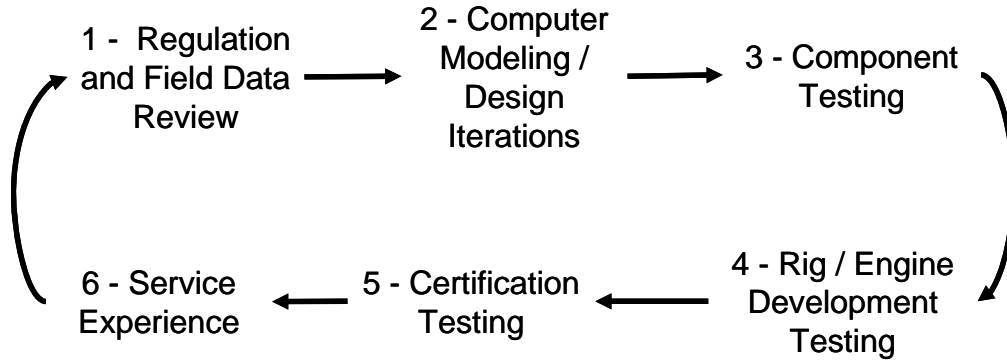 1 - Regulation
and Field Data
Review
2 - Computer
Modeling /
Design
Iterations
3 - Component
Testing
4 - Rig / Engine
Development
Testing
5 - Certification
Testing
6 - Service
Experience